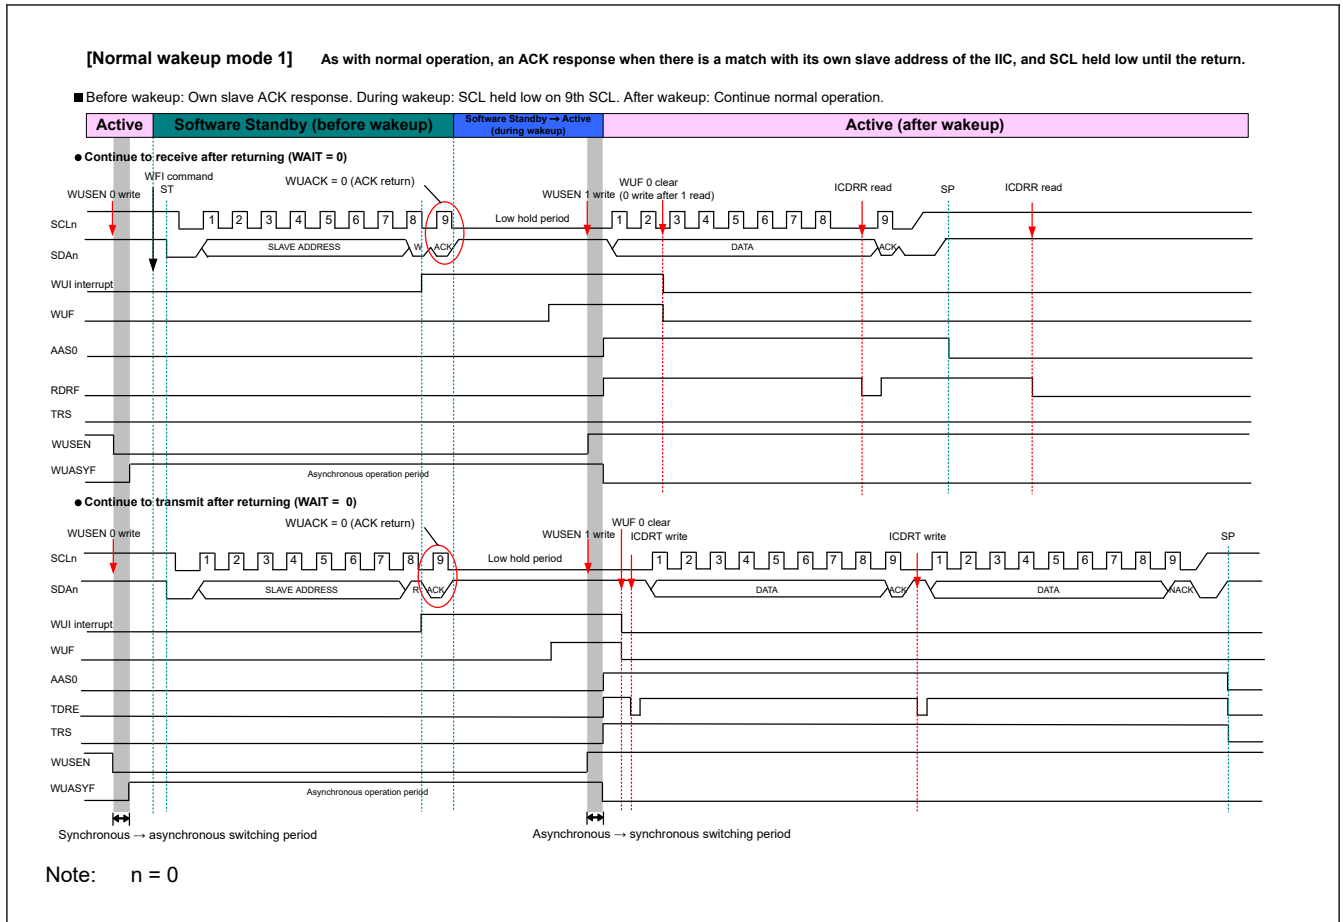 [Normal wakeup mode 1] As with normal operation, an ACK response when there is a match with its own slave address of the IIC, and SCL held low until the return.
■ Before wakeup: Own slave ACK response. During wakeup: SCL held low on 9th SCL. After wakeup: Continue normal operation.
Active Software Standby (before wakeup) Software Standby → Active (during wakeup) Active (after wakeup)
● Continue to receive after returning (WAIT = 0)
WFI command
WUSEN 0 write ST WUACK = 0 (ACK return) WUSEN 1 write WUF 0 clear (0 write after 1 read) ICDRR read SP ICDRR read
SCLn 1 2 3 4 5 6 7 8 9 Low hold period 1 2 3 4 5 6 7 8 9
SDAn SLAVE ADDRESS W ACK DATA ACK
WUI interrupt
WUF
AAS0
RDRF
TRS
WUSEN
WUASYF Asynchronous operation period
● Continue to transmit after returning (WAIT = 0)
WUSEN 0 write WUACK = 0 (ACK return) WUSEN 1 write WUF 0 clear ICDRT write ICDRT write SP
SCLn 1 2 3 4 5 6 7 8 9 Low hold period 1 2 3 4 5 6 7 8 9 1 2 3 4 5 6 7 8 9
SDAn SLAVE ADDRESS R ACK DATA ACK DATA NACK
WUI interrupt
WUF
AAS0
TDRE
TRS
WUSEN
WUASYF Asynchronous operation period
Synchronous → asynchronous switching period Asynchronous → synchronous switching period
Note: n = 0